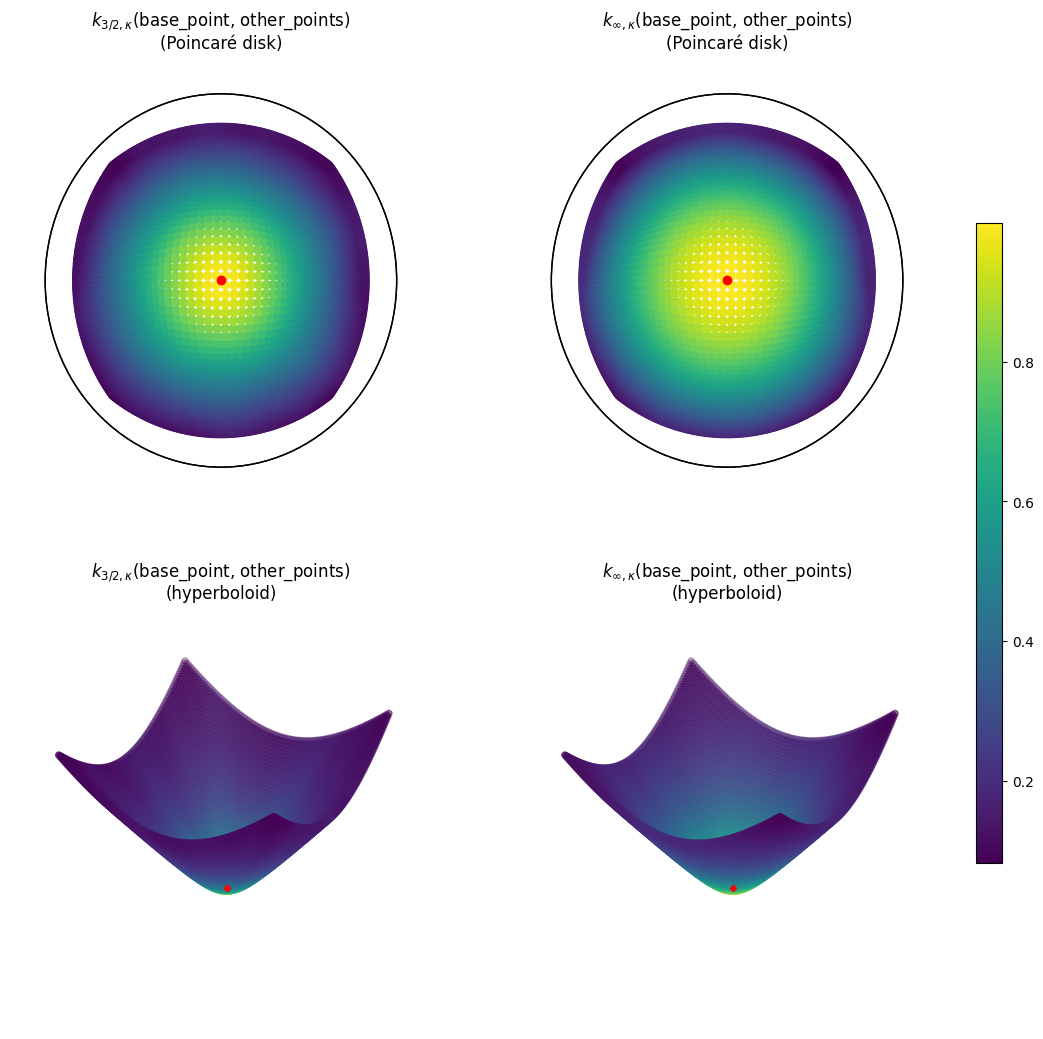 k_{3/2,κ}(base_point, other_points)
(Poincaré disk)
k_{∞,κ}(base_point, other_points)
(Poincaré disk)
0.8
0.6
0.4
0.2
k_{3/2,κ}(base_point, other_points)
(hyperboloid)
k_{∞,κ}(base_point, other_points)
(hyperboloid)